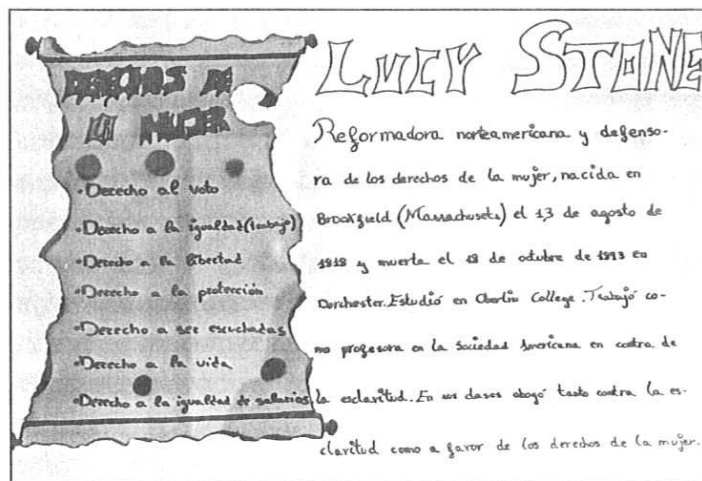 DERECHOS DE
LA MUJER
•Derecho al voto
•Derecho a la igualdad (trabajo)
•Derecho a la libertad
•Derecho a la protección
•Derecho a ser escuchadas
•Derecho a la vida
•Derecho a la igualdad de salarios
LUCY STONE
Reformadora norteamericana y defenso-
ra de los derechos de la mujer, nacida en
Brookfield (Massachusets) el 13 de agosto de
1818 y muerta el 18 de octubre de 1893 en
Dorchester. Estudió en Oberlin College. Trabajó co-
mo profesora en la Sociedad Americana en contra de
la esclavitud. En sus clases abogó tanto contra la es-
clavitud como a favor de los derechos de la mujer.